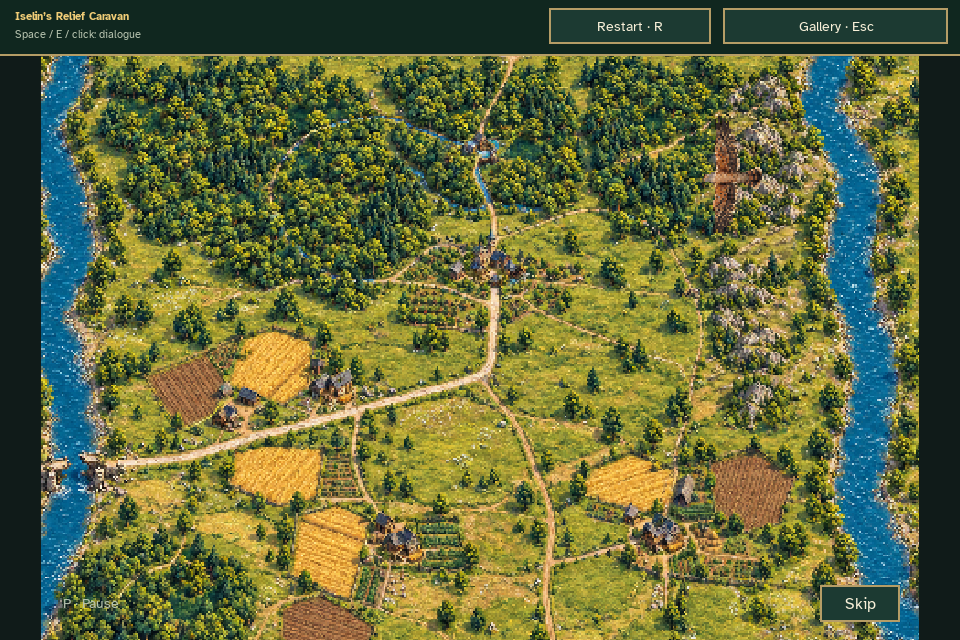 Iselin's Relief Caravan
Space / E / click: dialogue
Restart · R
Gallery · Esc
P · Pause
Skip